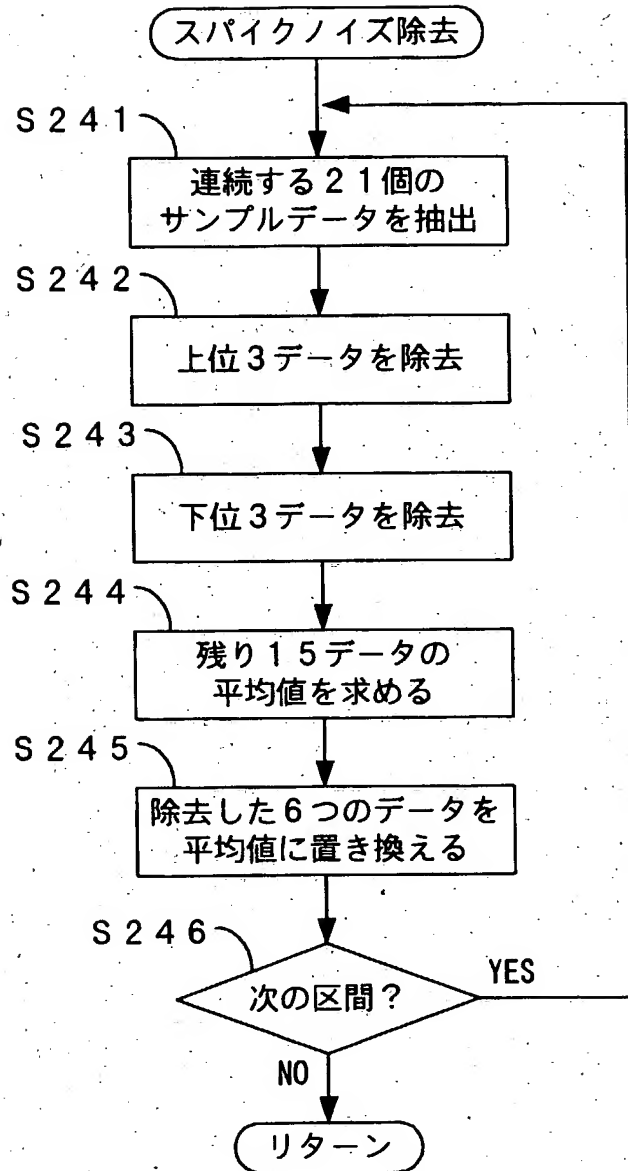 スパイクノイズ除去
S241
連続する21個の
サンプルデータを抽出
S242
上位3データを除去
S243
下位3データを除去
S244
残り15データの
平均値を求める
S245
除去した6つのデータを
平均値に置き換える
S246
次の区間?
YES
NO
リターン